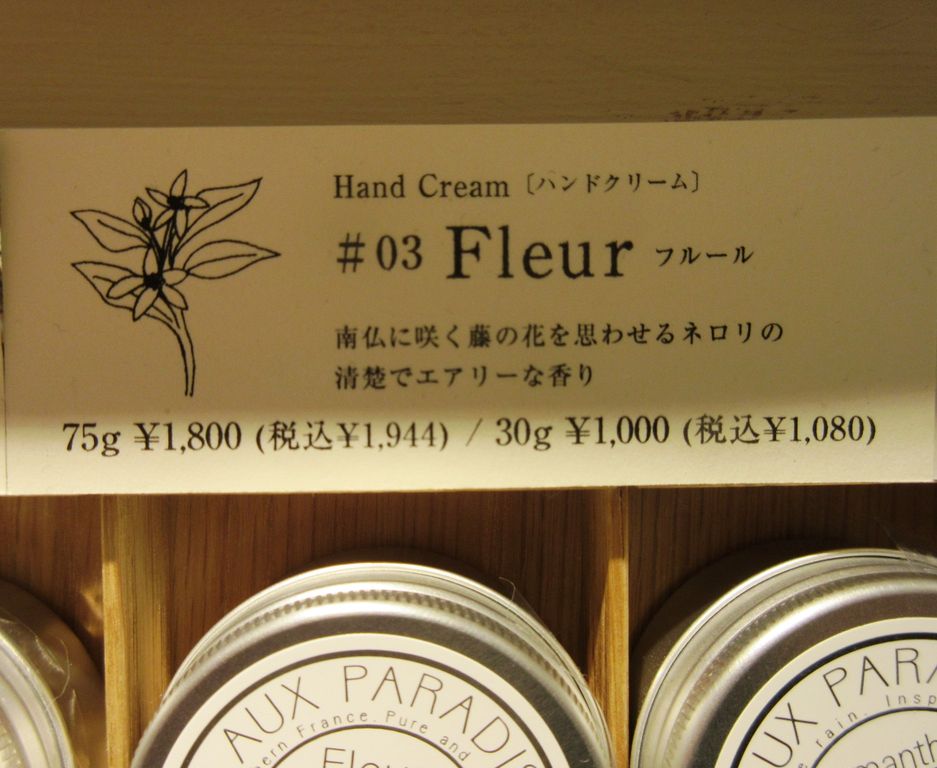 Hand Cream〔ハンドクリーム〕
#03 Fleur フルール
南仏に咲く藤の花を思わせるネロリの
清楚でエアリーな香り
75g ¥1,800 (税込¥1,944) / 30g ¥1,000 (税込¥1,080)
AUX PARADIS
France. Pure and